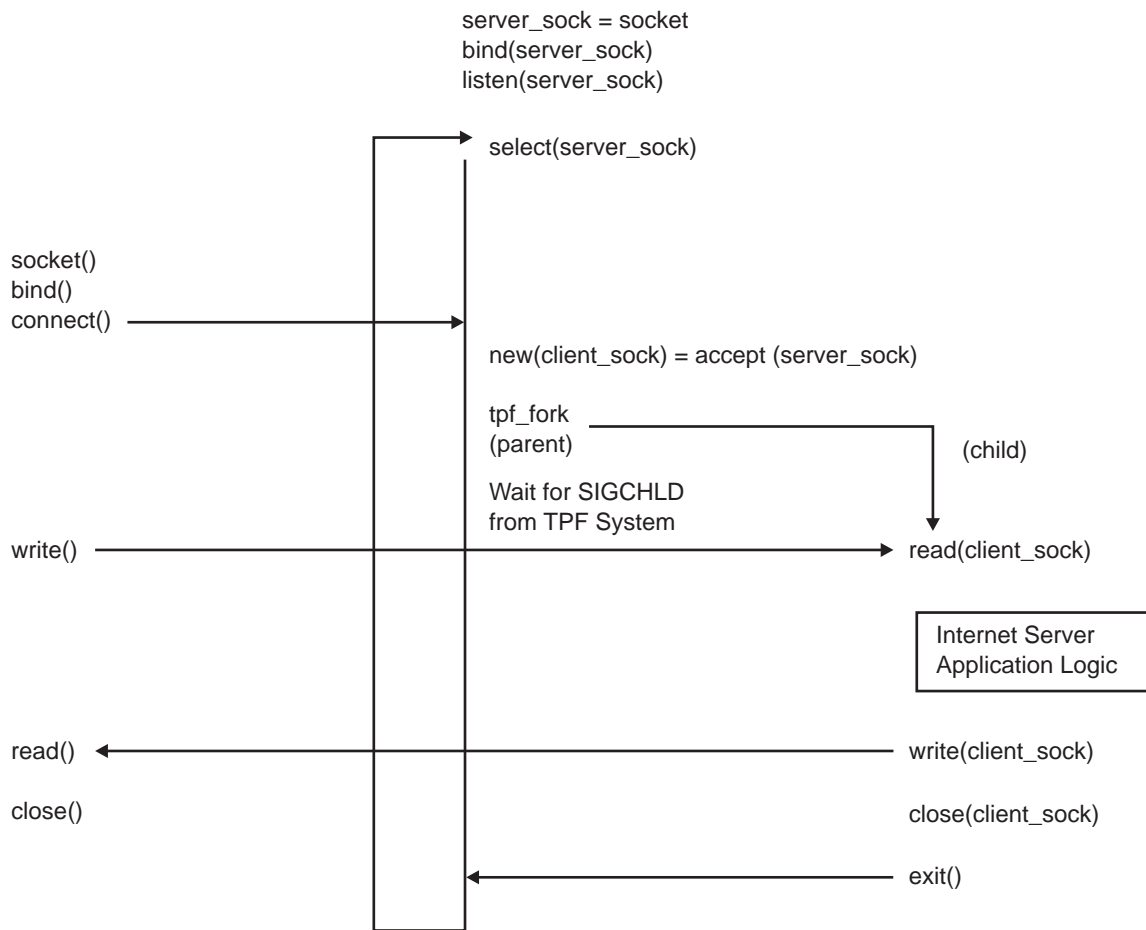 server_sock = socket
bind(server_sock)
listen(server_sock)
select(server_sock)
socket()
bind()
connect()
new(client_sock) = accept (server_sock)
tpf_fork
(parent)
(child)
Wait for SIGCHLD
from TPF System
write()
read(client_sock)
Internet Server
Application Logic
read()
write(client_sock)
close()
close(client_sock)
exit()